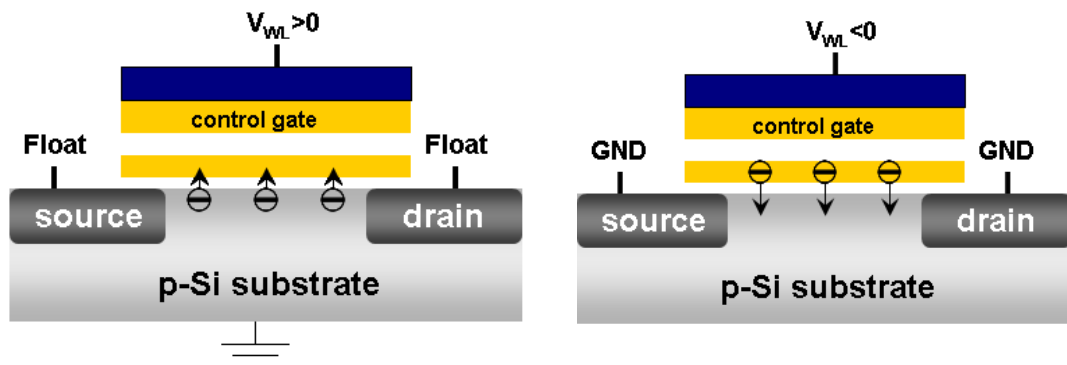 V_WL>0
control gate
Float
Float
source
drain
p-Si substrate
V_WL<0
control gate
GND
GND
source
drain
p-Si substrate